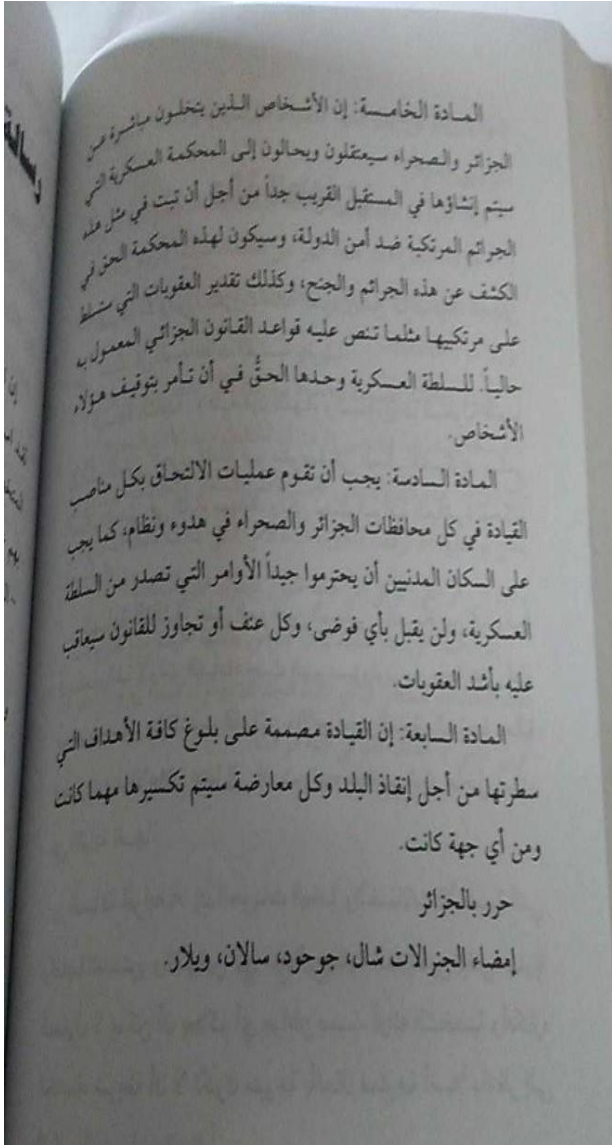 المادة الخامسة: إن الأشخاص الذين يتخلون مباشرة عن
الجزائر والصحراء سيعتقلون ويحالون إلى المحكمة العسكرية التي
سيتم إنشاؤها في المستقبل القريب جداً من أجل أن تبت في مثل هذه
الجرائم المرتكبة ضد أمن الدولة، وسيكون لهذه المحكمة الحق في
الكشف عن هذه الجرائم والجنح، وكذلك تقدير العقوبات التي ستسلط
على مرتكبيها مثلما تنص عليه قواعد القانون الجزائي المعمول به
حالياً. للسلطة العسكرية وحدها الحقُّ في أن تأمر بتوقيف هؤلاء
الأشخاص.
المادة السادسة: يجب أن تقوم عمليات الالتحاق بكل مناصب
القيادة في كل محافظات الجزائر والصحراء في هدوء ونظام، كما يجب
على السكان المدنيين أن يحترموا جيداً الأوامر التي تصدر من السلطة
العسكرية، ولن يقبل بأي فوضى، وكل عنف أو تجاوز للقانون سيعاقب
عليه بأشد العقوبات.
المادة السابعة: إن القيادة مصممة على بلوغ كافة الأهداف التي
سطرتها من أجل إنقاذ البلد وكل معارضة سيتم تكسيرها مهما كانت
ومن أي جهة كانت.
حرر بالجزائر
إمضاء الجنرالات شال، جوحود، سالان، ويلار.